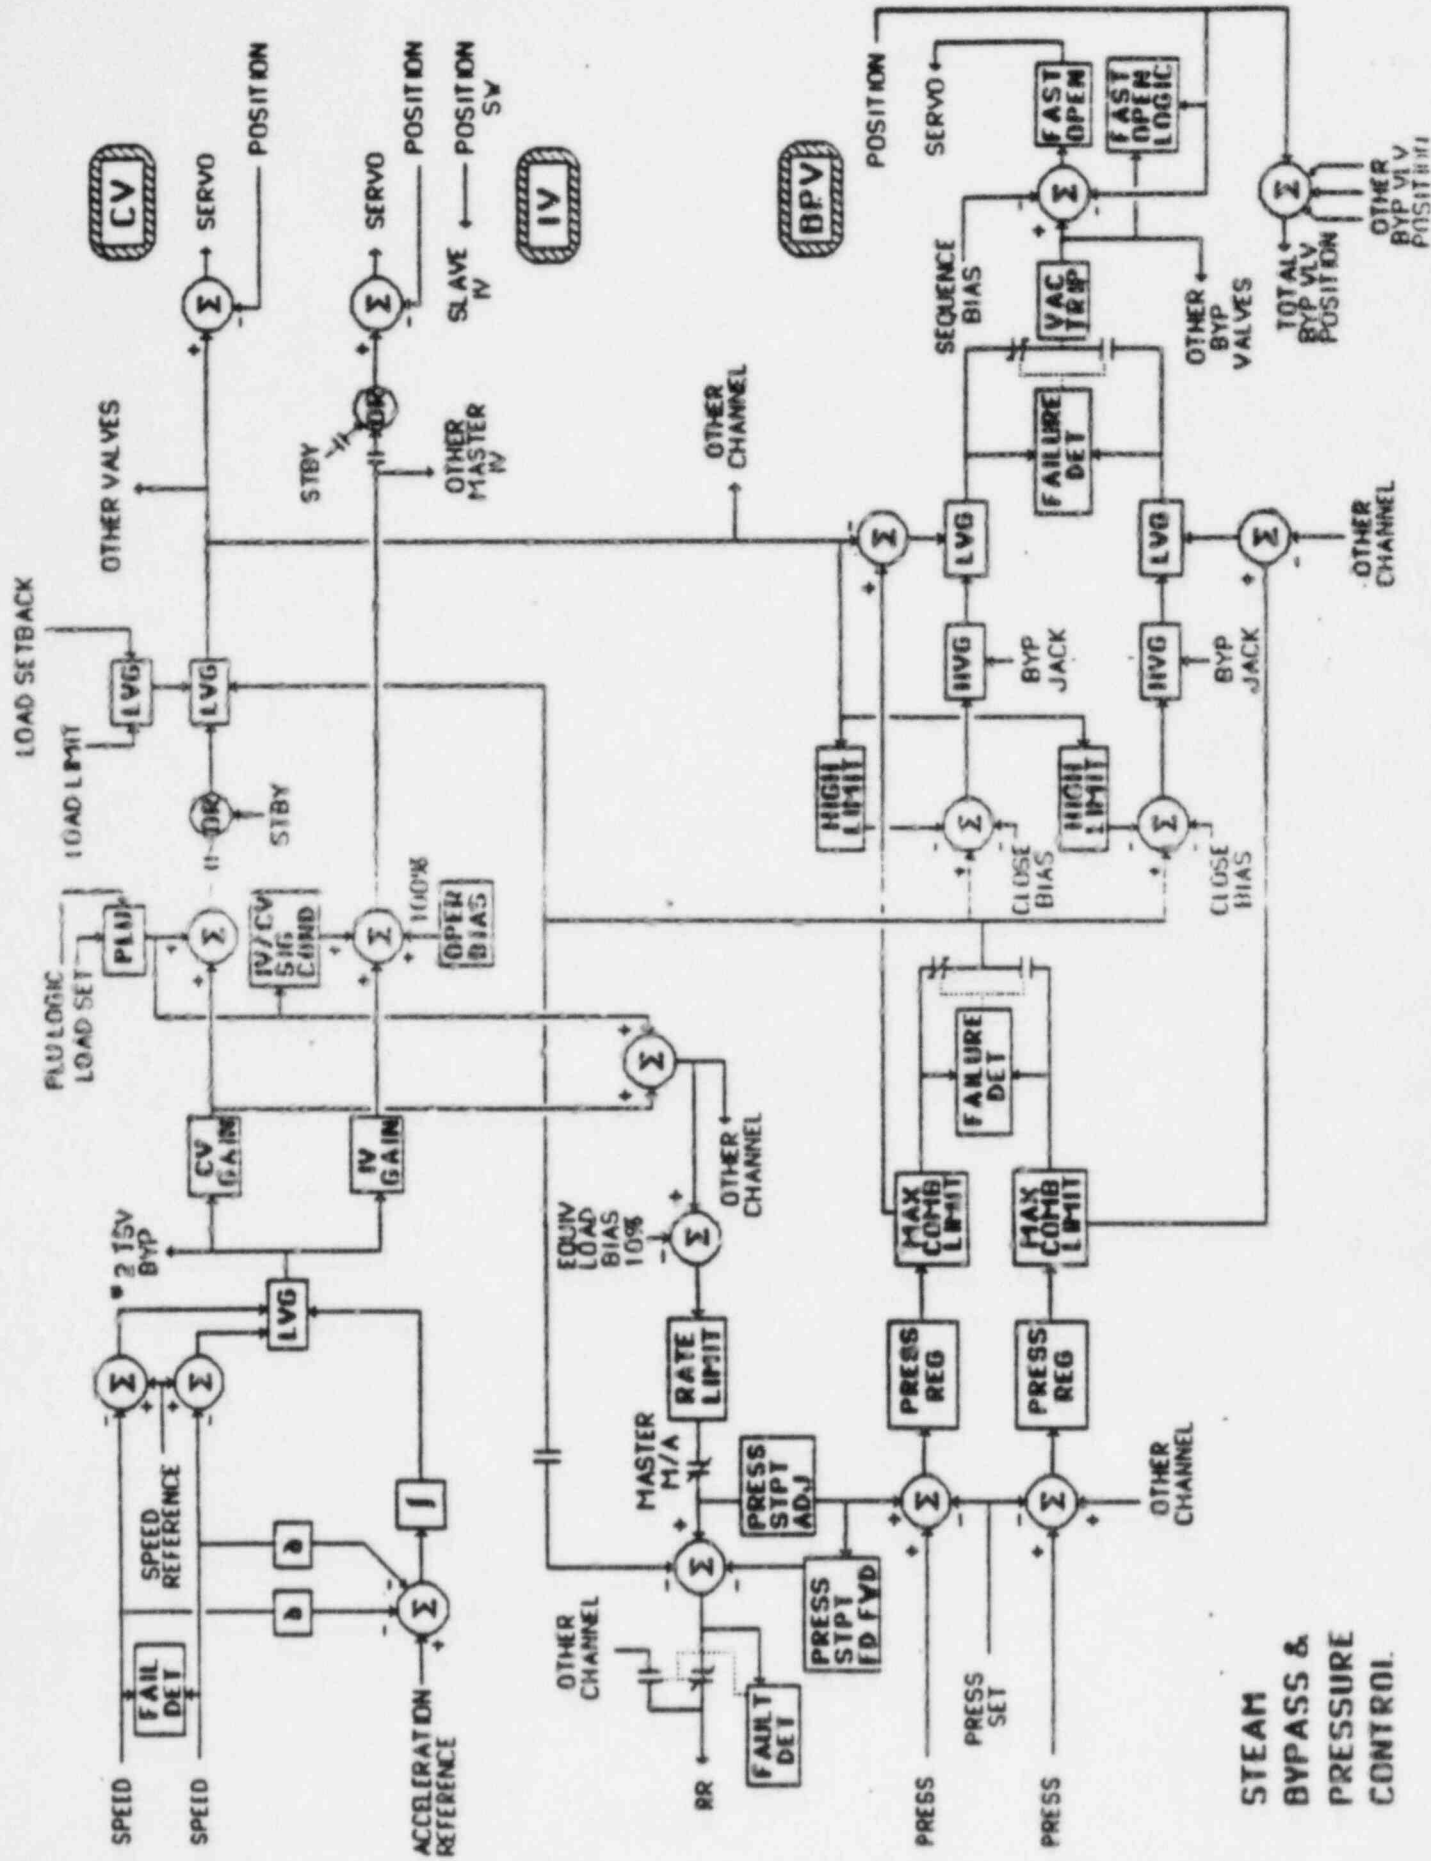 CV
SERVO
POSITION
OTHER VALVES
LOAD SETBACK
LOAD LIMIT
LVG
LVG
OR
STBY
PLU LOGIC
LOAD SET
PLU
Σ
Σ
CV
GAIN
#2 TSV
BYP
IV/CV
SIG
COND
Σ
100%
OPER
BIAS
IV
GAIN
STBY
OR
OTHER
MASTER
IV
Σ
SERVO
POSITION
SLAVE
IV
POSITION
SW
IV
SPEED
SPEED
FAIL
DET
SPEED
REFERENCE
Σ
Σ
LVG
∂
∂
Σ
∫
ACCELERATION
REFERENCE
Σ
OTHER
CHANNEL
EQUIV
LOAD
BIAS
10%
Σ
RATE
LIMIT
MASTER
M/A
PRESS
STPT
ADJ
Σ
PRESS
STPT
FD FWD
OTHER
CHANNEL
FAULT
DET
RR
OTHER
CHANNEL
BPV
POSITION
SERVO
FAST
OPEN
FAST
OPEN
LOGIC
Σ
SEQUENCE
BIAS
VAC
TRIP
OTHER
BYP
VALVES
Σ
TOTAL
BYP VLV
POSITION
OTHER
BYP VLV
POSITION
FAILURE
DET
Σ
LVG
LVG
Σ
OTHER
CHANNEL
HVG
BYP
JACK
HVG
BYP
JACK
HIGH
LIMIT
HIGH
LIMIT
Σ
CLOSE
BIAS
Σ
CLOSE
BIAS
FAILURE
DET
MAX
COMB
LIMIT
MAX
COMB
LIMIT
PRESS
REG
PRESS
REG
Σ
Σ
OTHER
CHANNEL
PRESS
PRESS
SET
PRESS
STEAM
BYPASS &
PRESSURE
CONTROL